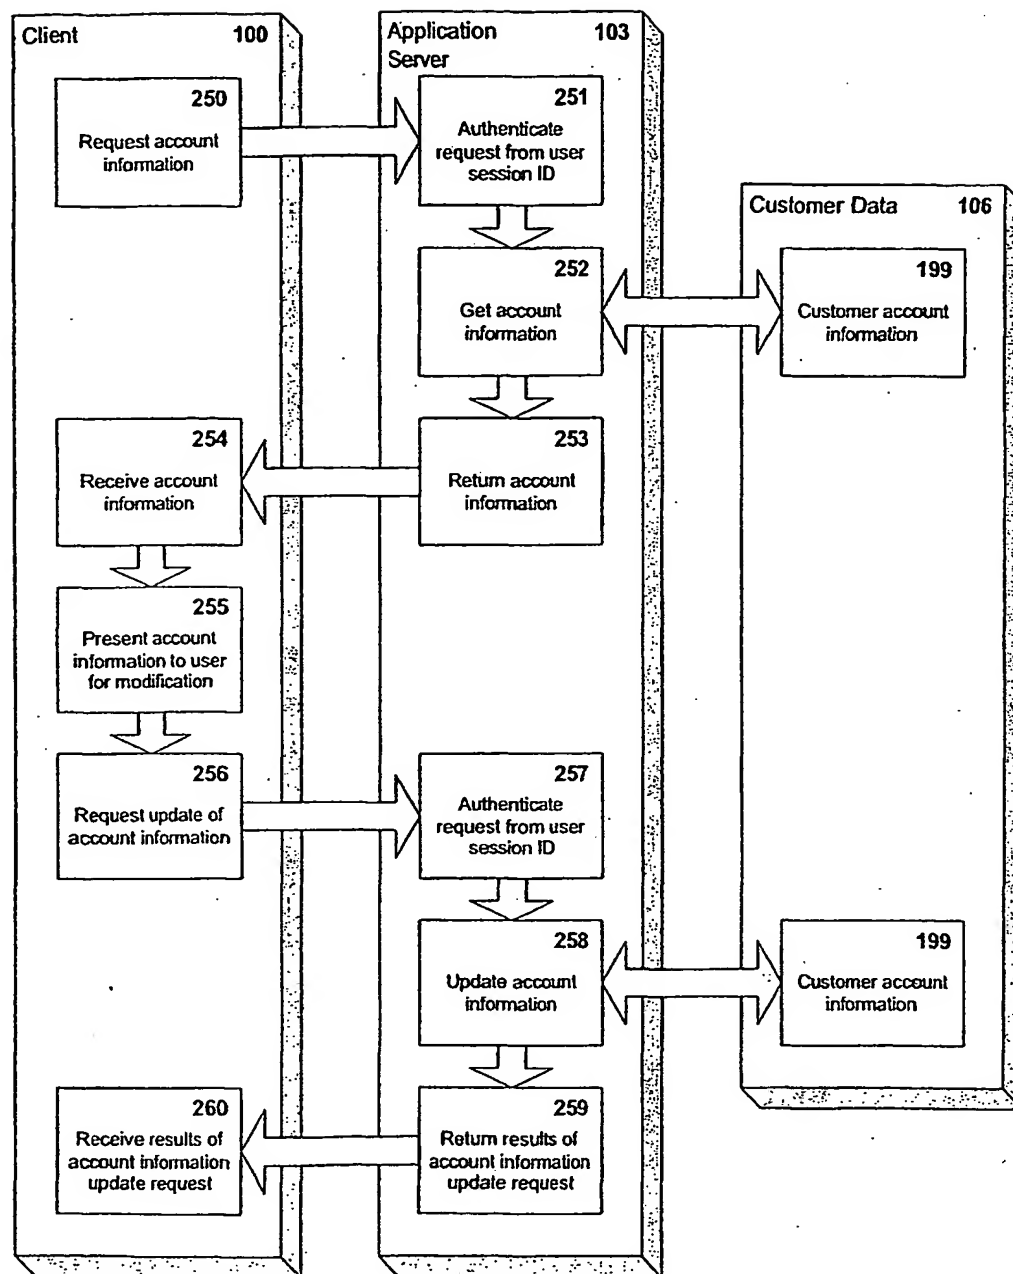 Client 100
Application 103
Server
250
Request account
information
251
Authenticate
request from user
session ID
Customer Data 106
252
Get account
information
199
Customer account
information
254
Receive account
information
253
Return account
information
255
Present account
information to user
for modification
256
Request update of
account information
257
Authenticate
request from user
session ID
258
Update account
information
199
Customer account
information
260
Receive results of
account information
update request
259
Return results of
account information
update request